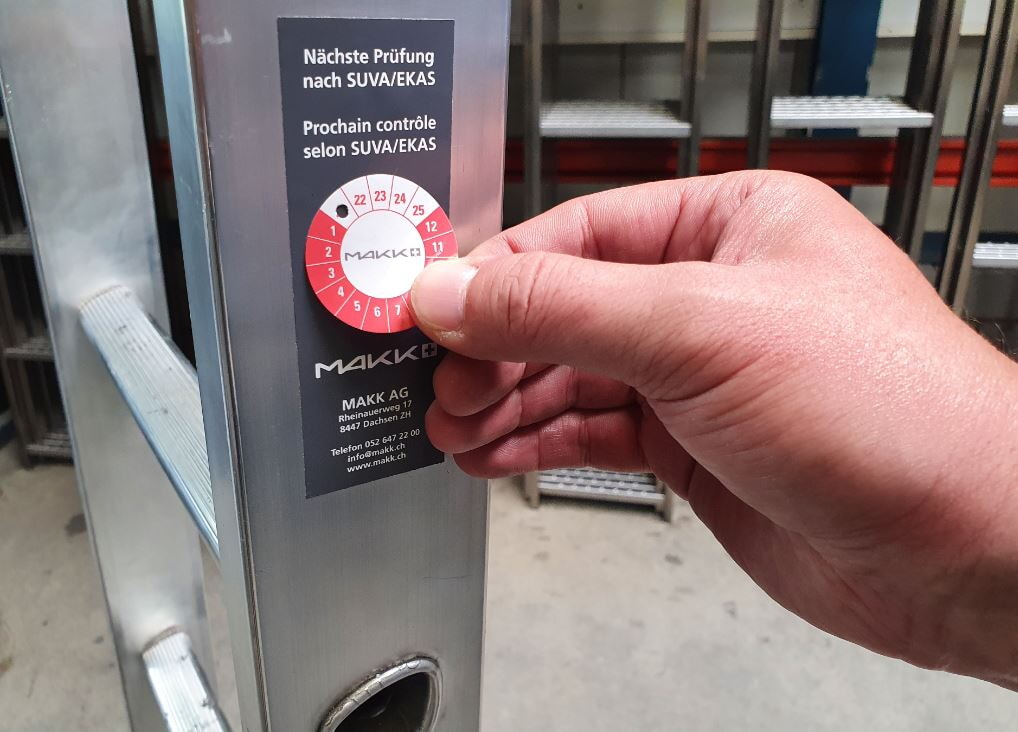 Nächste Prüfung
nach SUVA/EKAS
Prochain contrôle
selon SUVA/EKAS
22 23 24 25
1 2 3 4 5 6 7 11 12
MAKK
MAKK
MAKK AG
Rheinauerweg 17
8447 Dachsen ZH
Telefon 052 647 22 00
info@makk.ch
www.makk.ch